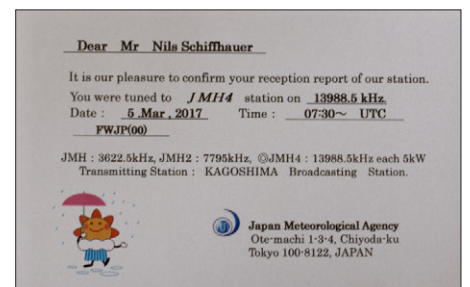 Dear Mr Nils Schiffhauer
It is our pleasure to confirm your reception report of our station.
You were tuned to JMH4 station on 13988.5 kHz.
Date : 5 .Mar , 2017 Time : 07:30~ UTC
FWJP(00)
JMH : 3622.5kHz, JMH2 : 7795kHz, ◎JMH4 : 13988.5kHz each 5kW
Transmitting Station : KAGOSHIMA Broadcasting Station.
Japan Meteorological Agency
Ote-machi 1-3-4, Chiyoda-ku
Tokyo 100-8122, JAPAN